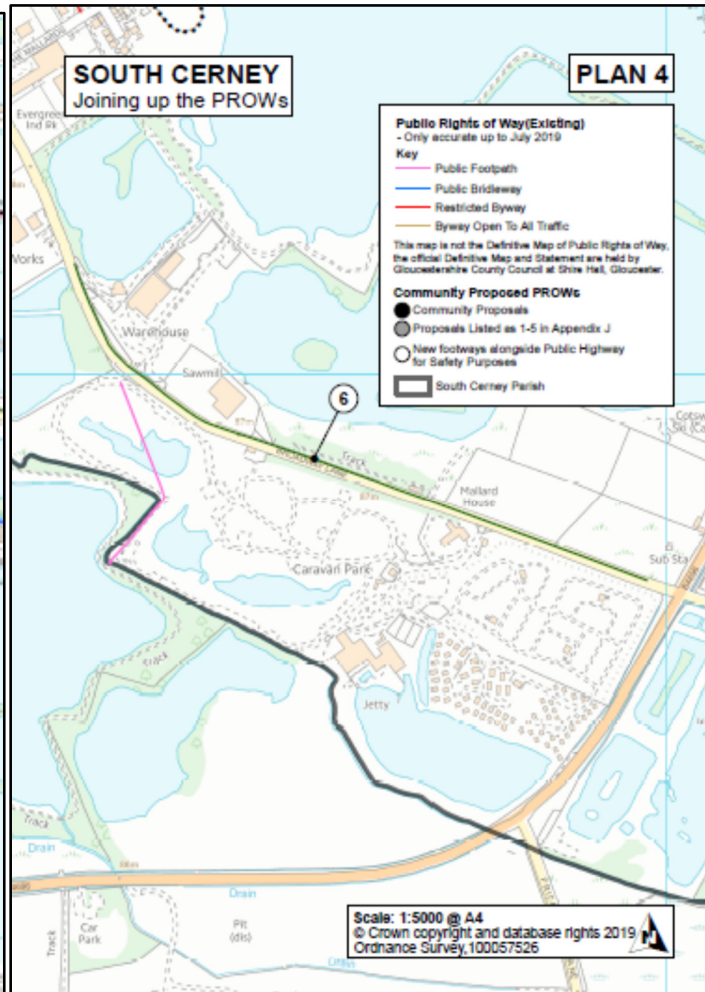 SOUTH CERNEY
Joining up the PROWs
PLAN 4
Public Rights of Way(Existing)
- Only accurate up to July 2019
Key
Public Footpath
Public Bridleway
Restricted Byway
Byway Open To All Traffic
This map is not the Definitive Map of Public Rights of Way,
the official Definitive Map and Statement are held by
Gloucestershire County Council at Shire Hall, Gloucester.
Community Proposed PROWs
Community Proposals
Proposals Listed as 1-5 in Appendix J
New footways alongside Public Highway
for Safety Purposes
South Cerney Parish
Evergree
Ind
Works
Warehouse
Sawmill
87m
6
Track
87m
Mallard
House
Cotsw
Sub Sta
Caravan Park
Track
Jetty
Track
Drain
Drain
Car
Park
Track
Pit
(dis)
Drain
Scale: 1:5000 @ A4
© Crown copyright and database rights 2019
Ordnance Survey,100057526
N